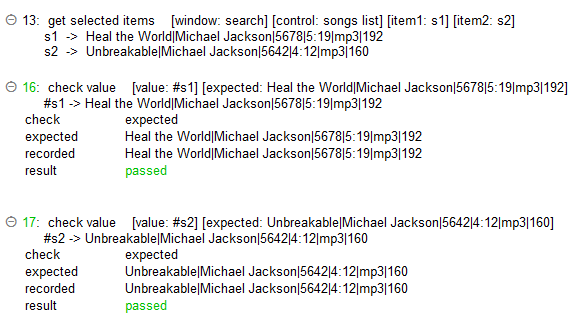 13: get selected items [window: search] [control: songs list] [item1: s1] [item2: s2]
s1 -> Heal the World|Michael Jackson|5678|5:19|mp3|192
s2 -> Unbreakable|Michael Jackson|5642|4:12|mp3|160
16: check value [value: #s1] [expected: Heal the World|Michael Jackson|5678|5:19|mp3|192]
#s1 -> Heal the World|Michael Jackson|5678|5:19|mp3|192
check expected
expected Heal the World|Michael Jackson|5678|5:19|mp3|192
recorded Heal the World|Michael Jackson|5678|5:19|mp3|192
result passed
17: check value [value: #s2] [expected: Unbreakable|Michael Jackson|5642|4:12|mp3|160]
#s2 -> Unbreakable|Michael Jackson|5642|4:12|mp3|160
check expected
expected Unbreakable|Michael Jackson|5642|4:12|mp3|160
recorded Unbreakable|Michael Jackson|5642|4:12|mp3|160
result passed